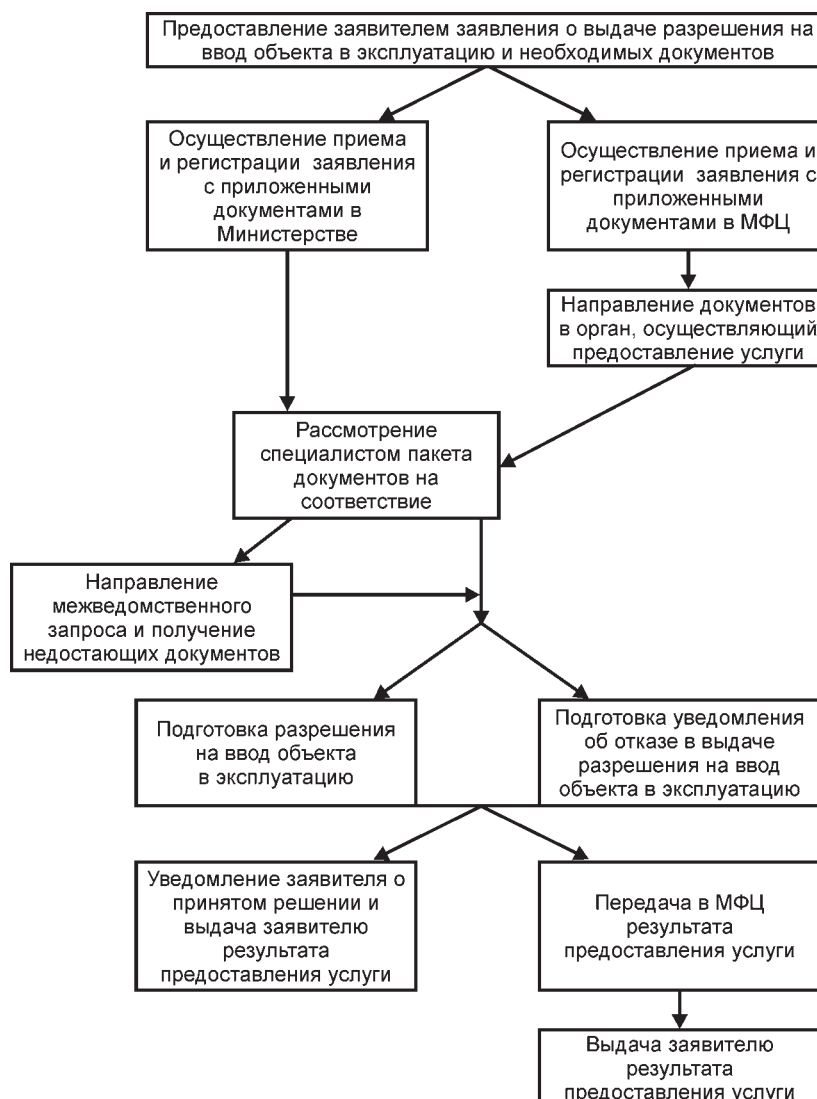 Предоставление заявителем заявления о выдаче разрешения на
ввод объекта в эксплуатацию и необходимых документов
Осуществление приема
и регистрации заявления
с приложенными
документами в
Министерстве
Осуществление приема и
регистрации заявления с
приложенными
документами в МФЦ
Направление документов
в орган, осуществляющий
предоставление услуги
Рассмотрение
специалистом пакета
документов на
соответствие
Направление
межведомственного
запроса и получение
недостающих документов
Подготовка разрешения
на ввод объекта
в эксплуатацию
Подготовка уведомления
об отказе в выдаче
разрешения на ввод
объекта в эксплуатацию
Уведомление заявителя о
принятом решении и
выдача заявителю
результата
предоставления услуги
Передача в МФЦ
результата
предоставления услуги
Выдача заявителю
результата
предоставления услуги